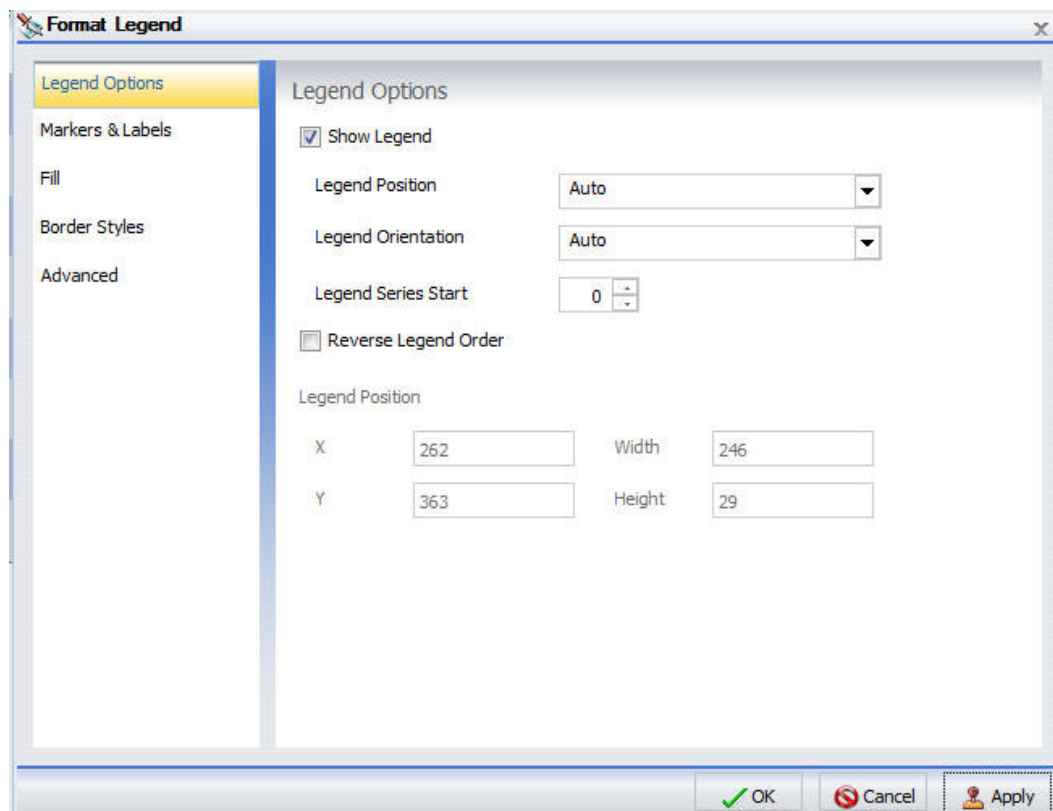 Format Legend
x
Legend Options
Markers & Labels
Fill
Border Styles
Advanced
Legend Options
Show Legend
Legend Position Auto
Legend Orientation Auto
Legend Series Start 0
Reverse Legend Order
Legend Position
X 262 Width 246
Y 363 Height 29
OK Cancel Apply